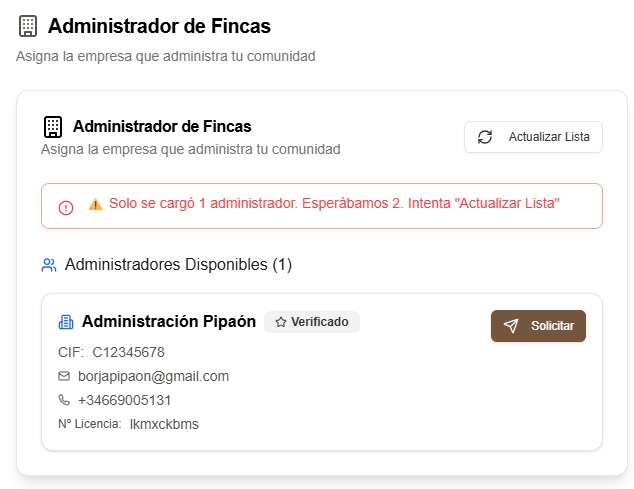 Administrador de Fincas
Asigna la empresa que administra tu comunidad
Administrador de Fincas
Asigna la empresa que administra tu comunidad
Actualizar Lista
⚠️ Solo se cargó 1 administrador. Esperábamos 2. Intenta "Actualizar Lista"
Administradores Disponibles (1)
Administración Pipaón
Verificado
Solicitar
CIF: C12345678
borjapipaon@gmail.com
+34669005131
Nº Licencia: lkmxckbms